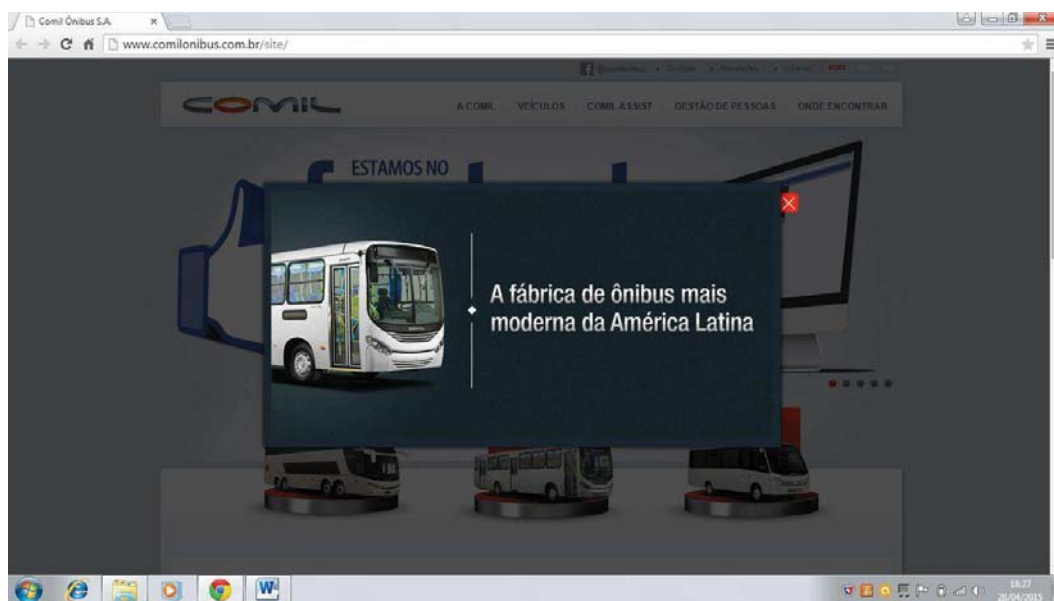 Comil Ônibus S.A.
www.comilonibus.com.br/site/
COMIL
A COMIL VEÍCULOS COMIL ASSIST GESTÃO DE PESSOAS ONDE ENCONTRAR
ESTAMOS NO
A fábrica de ônibus mais
moderna da América Latina
18:27
28/04/2015